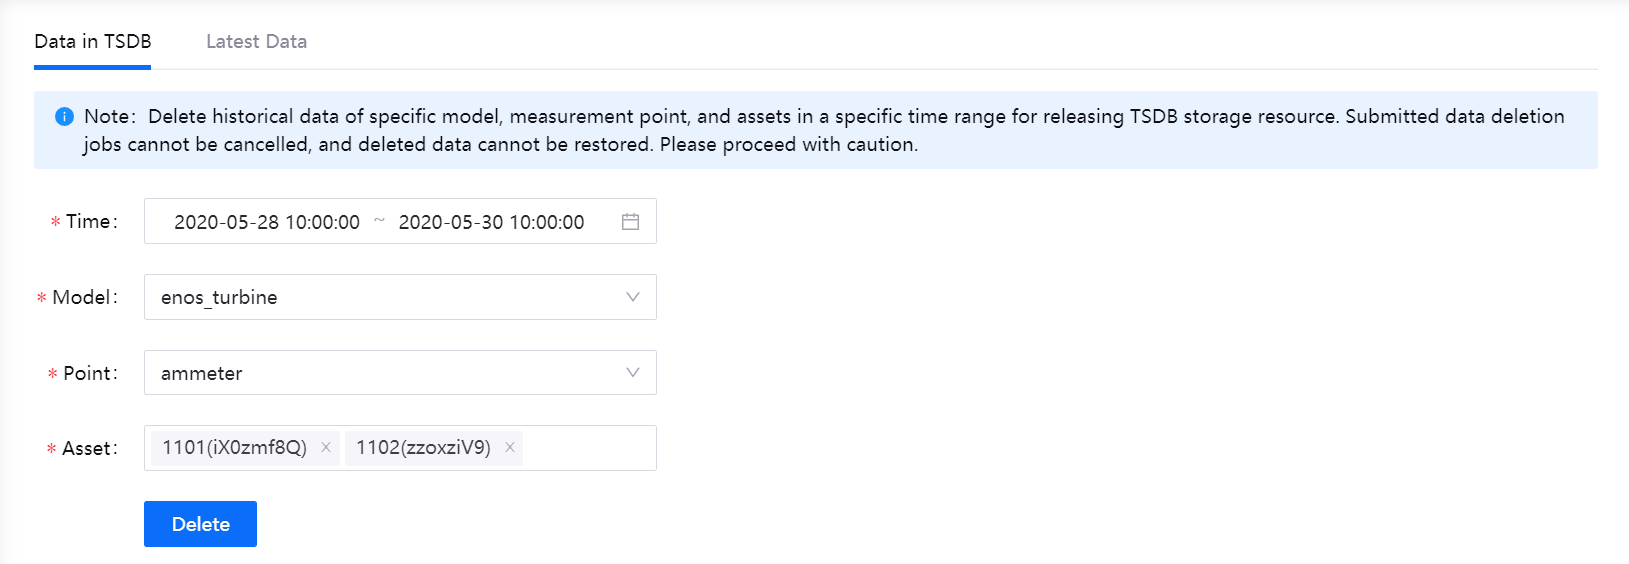 Data in TSDB Latest Data
Note: Delete historical data of specific model, measurement point, and assets in a specific time range for releasing TSDB storage resource. Submitted data deletion
jobs cannot be cancelled, and deleted data cannot be restored. Please proceed with caution.
* Time: 2020-05-28 10:00:00 ~ 2020-05-30 10:00:00
* Model: enos_turbine
* Point: ammeter
* Asset: 1101(iX0zmf8Q) × 1102(zzoxziV9) ×
Delete